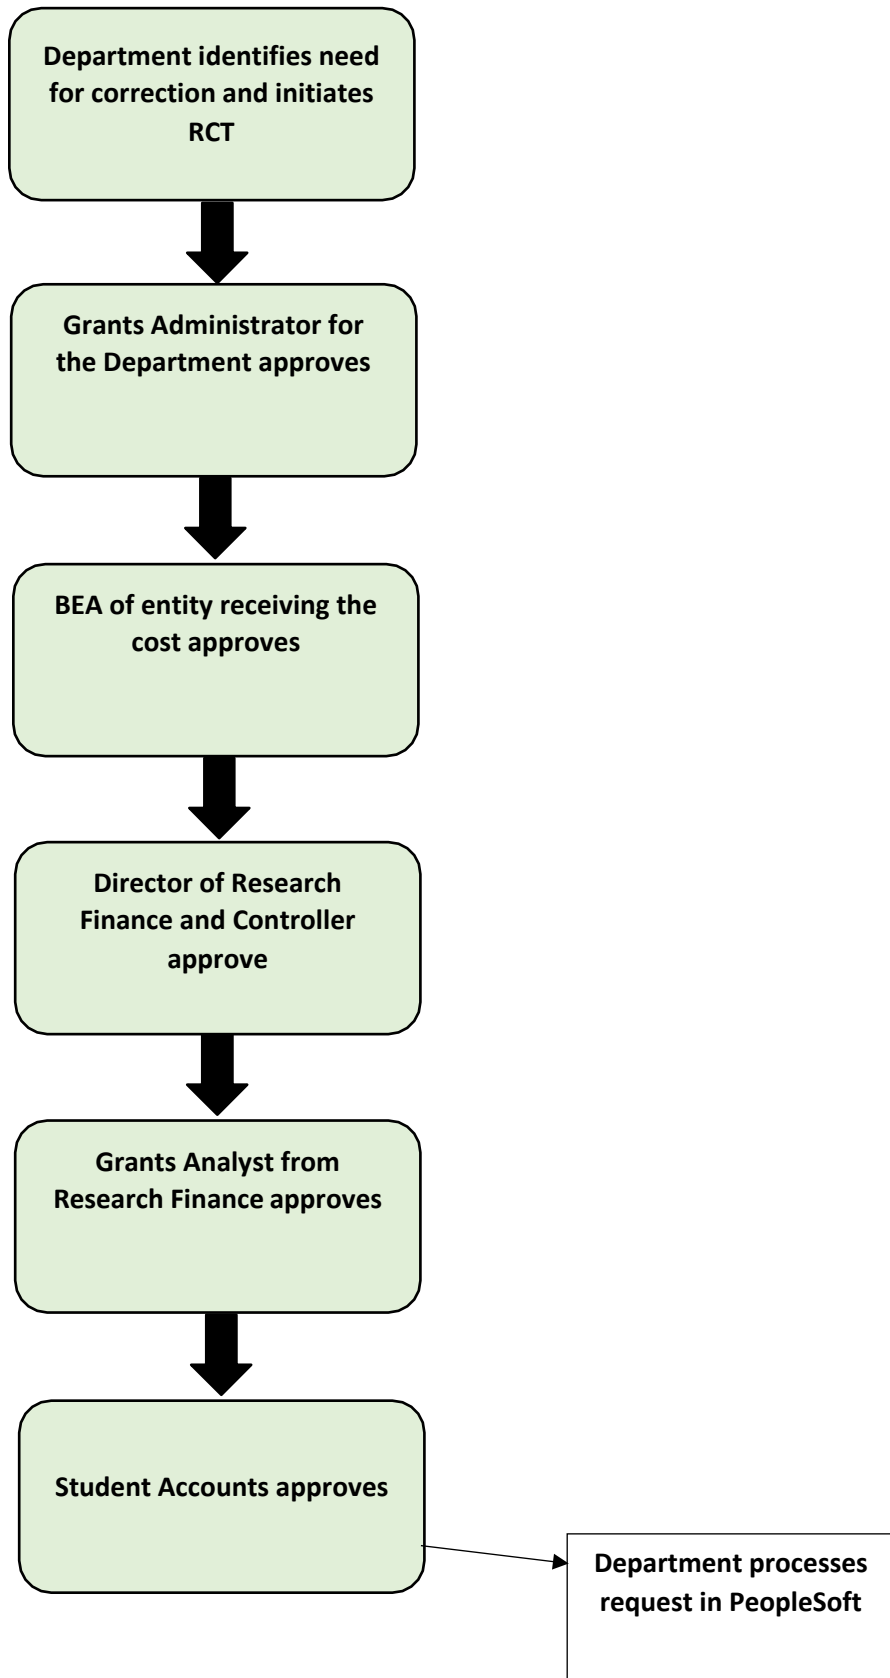 Department identifies need
for correction and initiates
RCT
Grants Administrator for
the Department approves
BEA of entity receiving the
cost approves
Director of Research
Finance and Controller
approve
Grants Analyst from
Research Finance approves
Student Accounts approves
Department processes
request in PeopleSoft